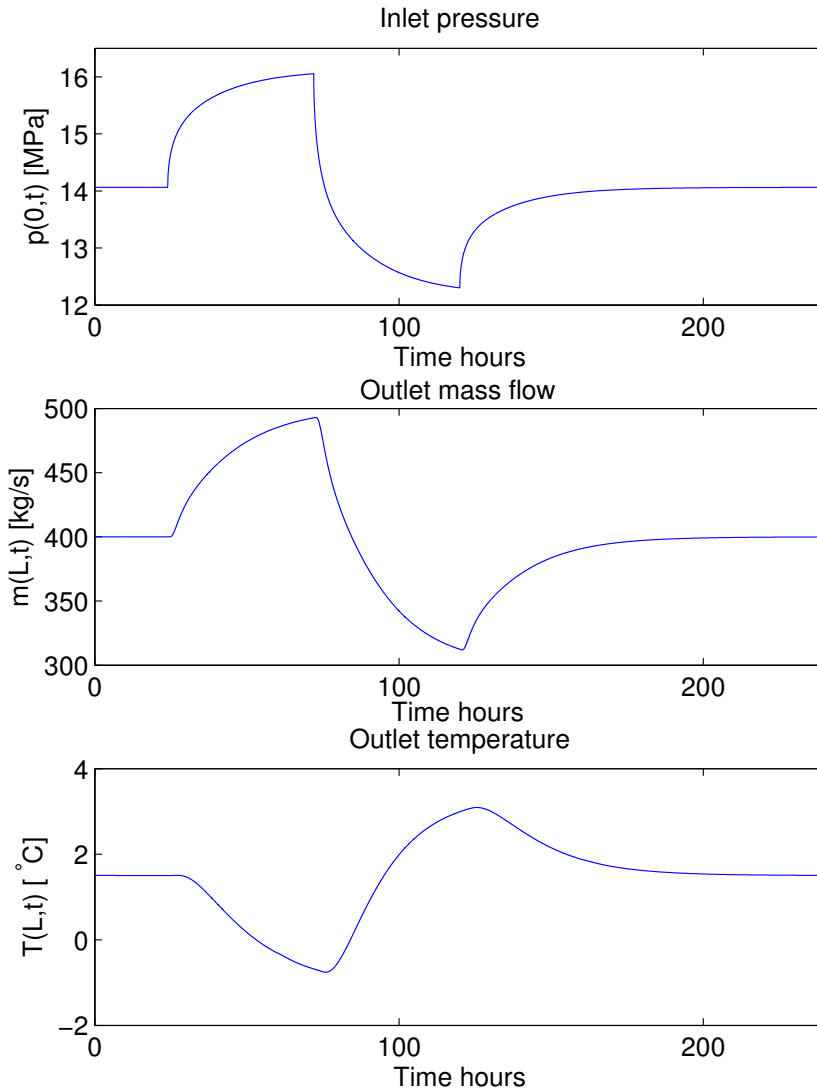 Inlet pressure
p(0,t) [MPa]
16
15
14
13
12
0 100 200
Time hours
Outlet mass flow
m(L,t) [kg/s]
500
450
400
350
300
0 100 200
Time hours
Outlet temperature
T(L,t) [ °C]
4
2
0
−2
0 100 200
Time hours